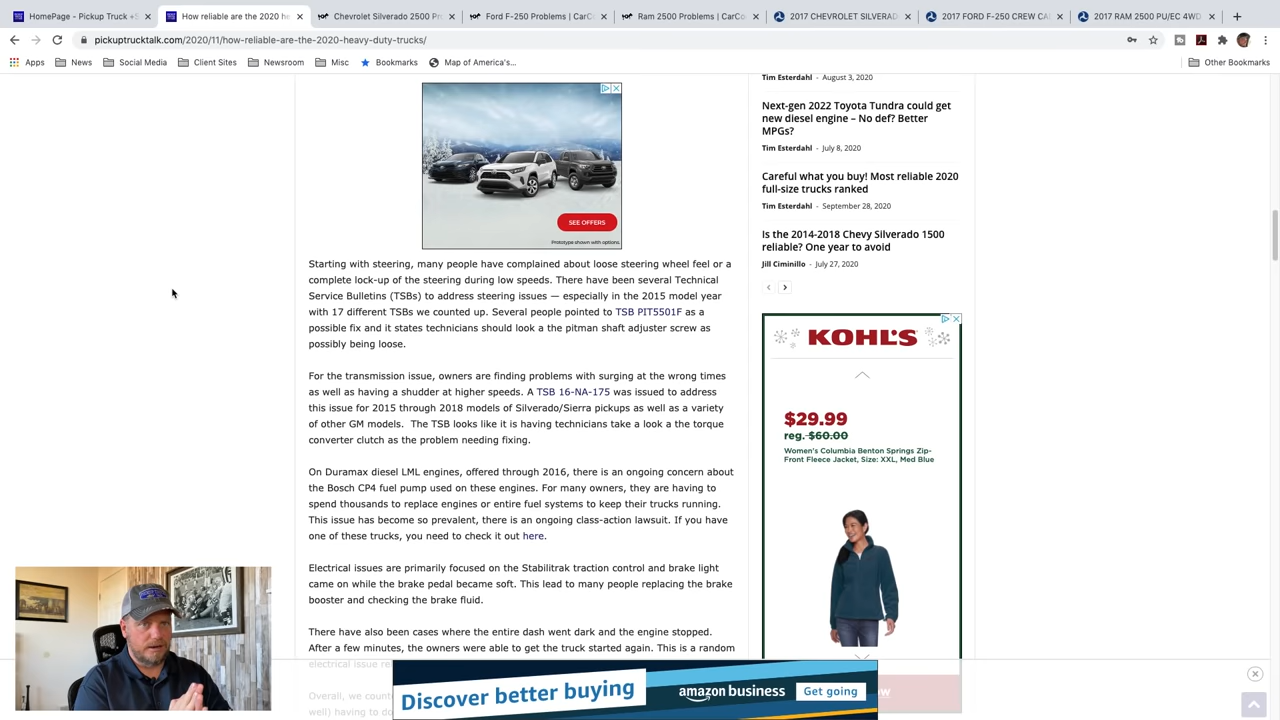 HomePage - Pickup Truck +S
How reliable are the 2020 he
Chevrolet Silverado 2500 Pr
Ford F-250 Problems | CarCo
Ram 2500 Problems | CarCo
2017 CHEVROLET SILVERAD
2017 FORD F-250 CREW CA
2017 RAM 2500 PU/EC 4WD
pickuptrucktalk.com/2020/11/how-reliable-are-the-2020-heavy-duty-trucks/
Apps
News
Social Media
Client Sites
Newsroom
Misc
Bookmarks
Map of America's...
Other Bookmarks
SEE OFFERS
Prototype shown with options.
Starting with steering, many people have complained about loose steering wheel feel or a
complete lock-up of the steering during low speeds. There have been several Technical
Service Bulletins (TSBs) to address steering issues — especially in the 2015 model year
with 17 different TSBs we counted up. Several people pointed to TSB PIT5501F as a
possible fix and it states technicians should look a the pitman shaft adjuster screw as
possibly being loose.
For the transmission issue, owners are finding problems with surging at the wrong times
as well as having a shudder at higher speeds. A TSB 16-NA-175 was issued to address
this issue for 2015 through 2018 models of Silverado/Sierra pickups as well as a variety
of other GM models. The TSB looks like it is having technicians take a look a the torque
converter clutch as the problem needing fixing.
On Duramax diesel LML engines, offered through 2016, there is an ongoing concern about
the Bosch CP4 fuel pump used on these engines. For many owners, they are having to
spend thousands to replace engines or entire fuel systems to keep their trucks running.
This issue has become so prevalent, there is an ongoing class-action lawsuit. If you have
one of these trucks, you need to check it out here.
Electrical issues are primarily focused on the Stabilitrak traction control and brake light
came on while the brake pedal became soft. This lead to many people replacing the brake
booster and checking the brake fluid.
There have also been cases where the entire dash went dark and the engine stopped.
After a few minutes, the owners were able to get the truck started again. This is a random
electrical issue re
Overall, we count
well) having to do
Tim Esterdahl - August 3, 2020
Next-gen 2022 Toyota Tundra could get
new diesel engine – No def? Better
MPGs?
Tim Esterdahl - July 8, 2020
Careful what you buy! Most reliable 2020
full-size trucks ranked
Tim Esterdahl - September 28, 2020
Is the 2014-2018 Chevy Silverado 1500
reliable? One year to avoid
Jill Ciminillo - July 27, 2020
KOHL'S
$29.99
reg. $60.00
Women's Columbia Benton Springs Zip-
Front Fleece Jacket, Size: XXL, Med Blue
Discover better buying
amazon business
Get going